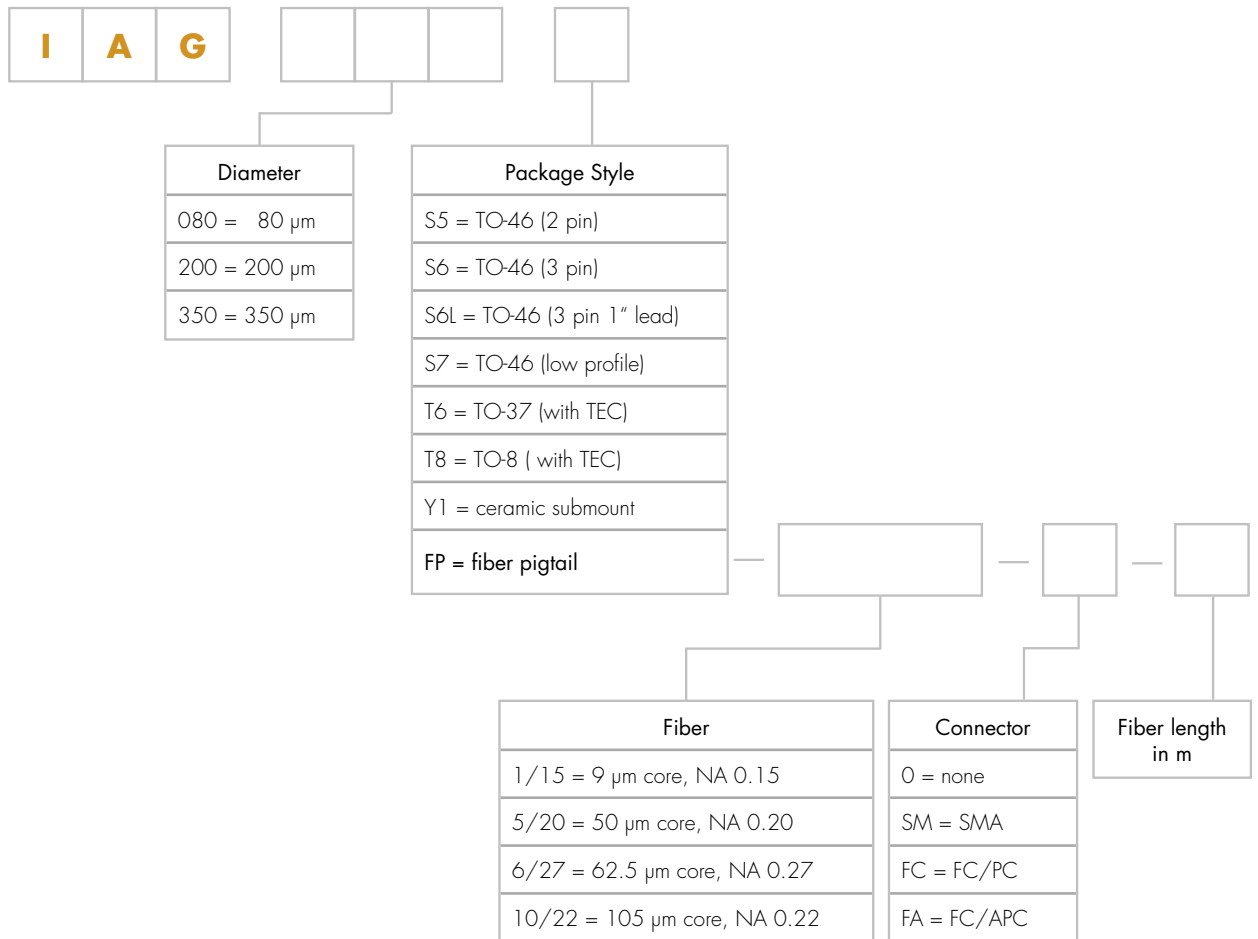 I A G
Diameter
080 = 80 µm
200 = 200 µm
350 = 350 µm
Package Style
S5 = TO-46 (2 pin)
S6 = TO-46 (3 pin)
S6L = TO-46 (3 pin 1" lead)
S7 = TO-46 (low profile)
T6 = TO-37 (with TEC)
T8 = TO-8 ( with TEC)
Y1 = ceramic submount
FP = fiber pigtail
Fiber
1/15 = 9 µm core, NA 0.15
5/20 = 50 µm core, NA 0.20
6/27 = 62.5 µm core, NA 0.27
10/22 = 105 µm core, NA 0.22
Connector
0 = none
SM = SMA
FC = FC/PC
FA = FC/APC
Fiber length
in m